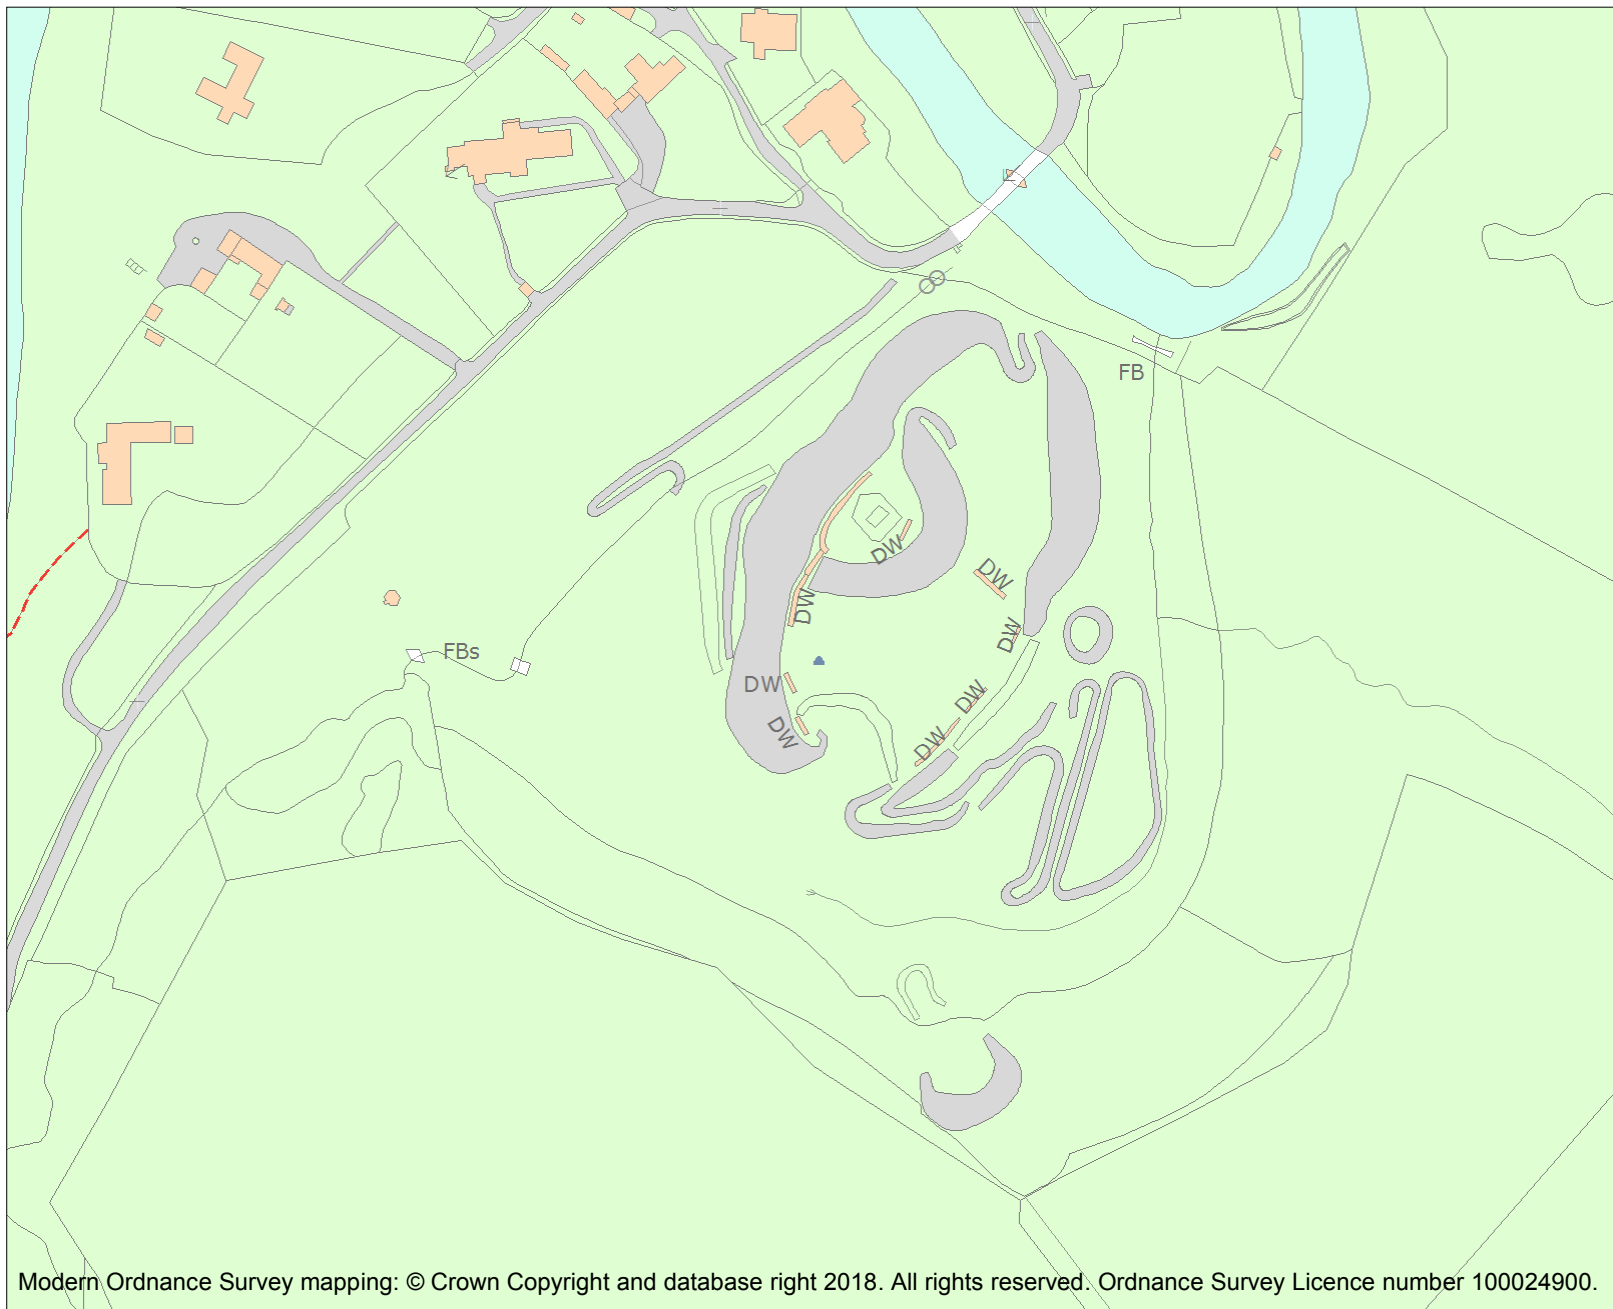 FB
DW
DW
DW
DW
FBs
DW
DW
DW
DW
Modern Ordnance Survey mapping: © Crown Copyright and database right 2018. All rights reserved. Ordnance Survey Licence number 100024900.